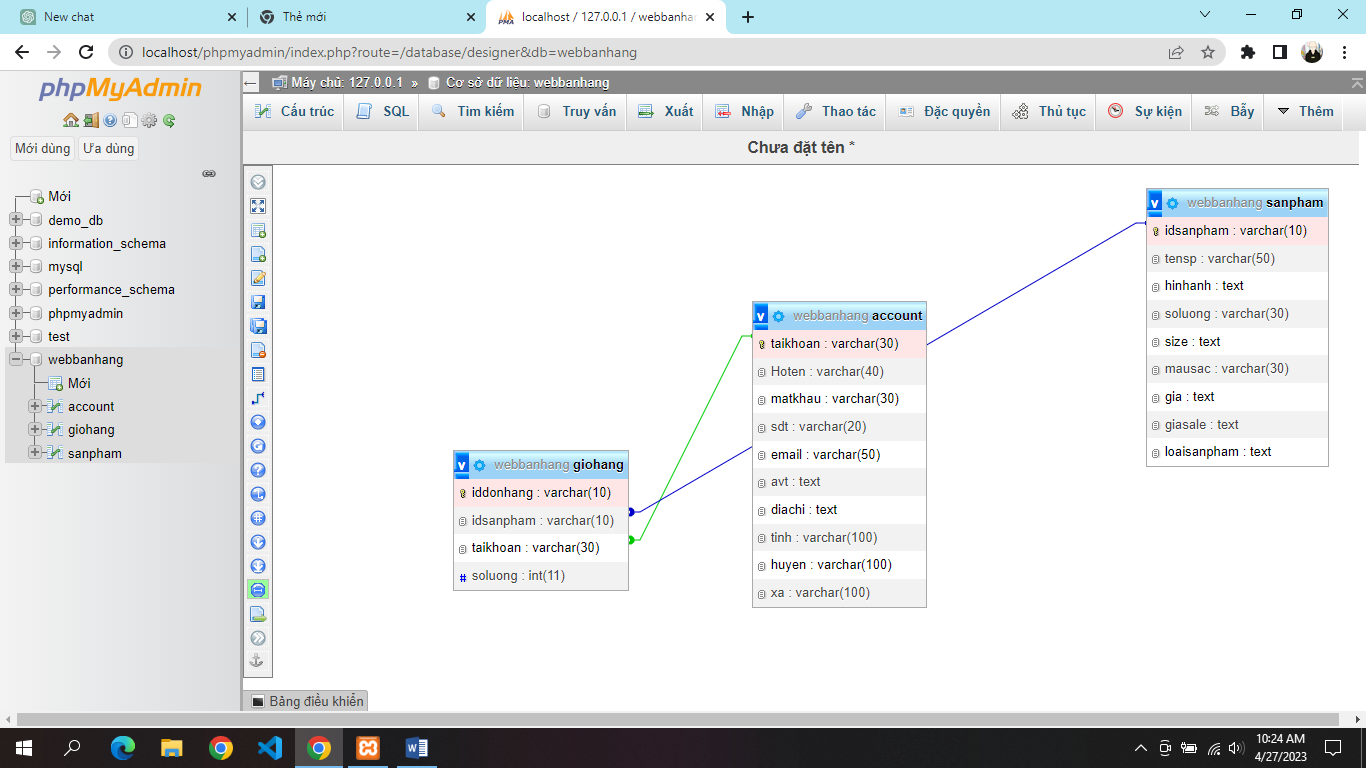 New chat
Thẻ mới
localhost / 127.0.0.1 / webbanha
localhost/phpmyadmin/index.php?route=/database/designer&db=webbanhang
phpMyAdmin
Mới dùng
Ưa dùng
Mới
demo_db
information_schema
mysql
performance_schema
phpmyadmin
test
webbanhang
Mới
account
giohang
sanpham
Máy chủ: 127.0.0.1 » Cơ sở dữ liệu: webbanhang
Cấu trúc
SQL
Tìm kiếm
Truy vấn
Xuất
Nhập
Thao tác
Đặc quyền
Thủ tục
Sự kiện
Bẫy
Thêm
Chưa đặt tên *
v webbanhang giohang
iddonhang : varchar(10)
idsanpham : varchar(10)
taikhoan : varchar(30)
# soluong : int(11)
v webbanhang account
taikhoan : varchar(30)
Hoten : varchar(40)
matkhau : varchar(30)
sdt : varchar(20)
email : varchar(50)
avt : text
diachi : text
tinh : varchar(100)
huyen : varchar(100)
xa : varchar(100)
v webbanhang sanpham
idsanpham : varchar(10)
tensp : varchar(50)
hinhanh : text
soluong : varchar(30)
size : text
mausac : varchar(30)
gia : text
giasale : text
loaisanpham : text
Bảng điều khiển
10:24 AM
4/27/2023